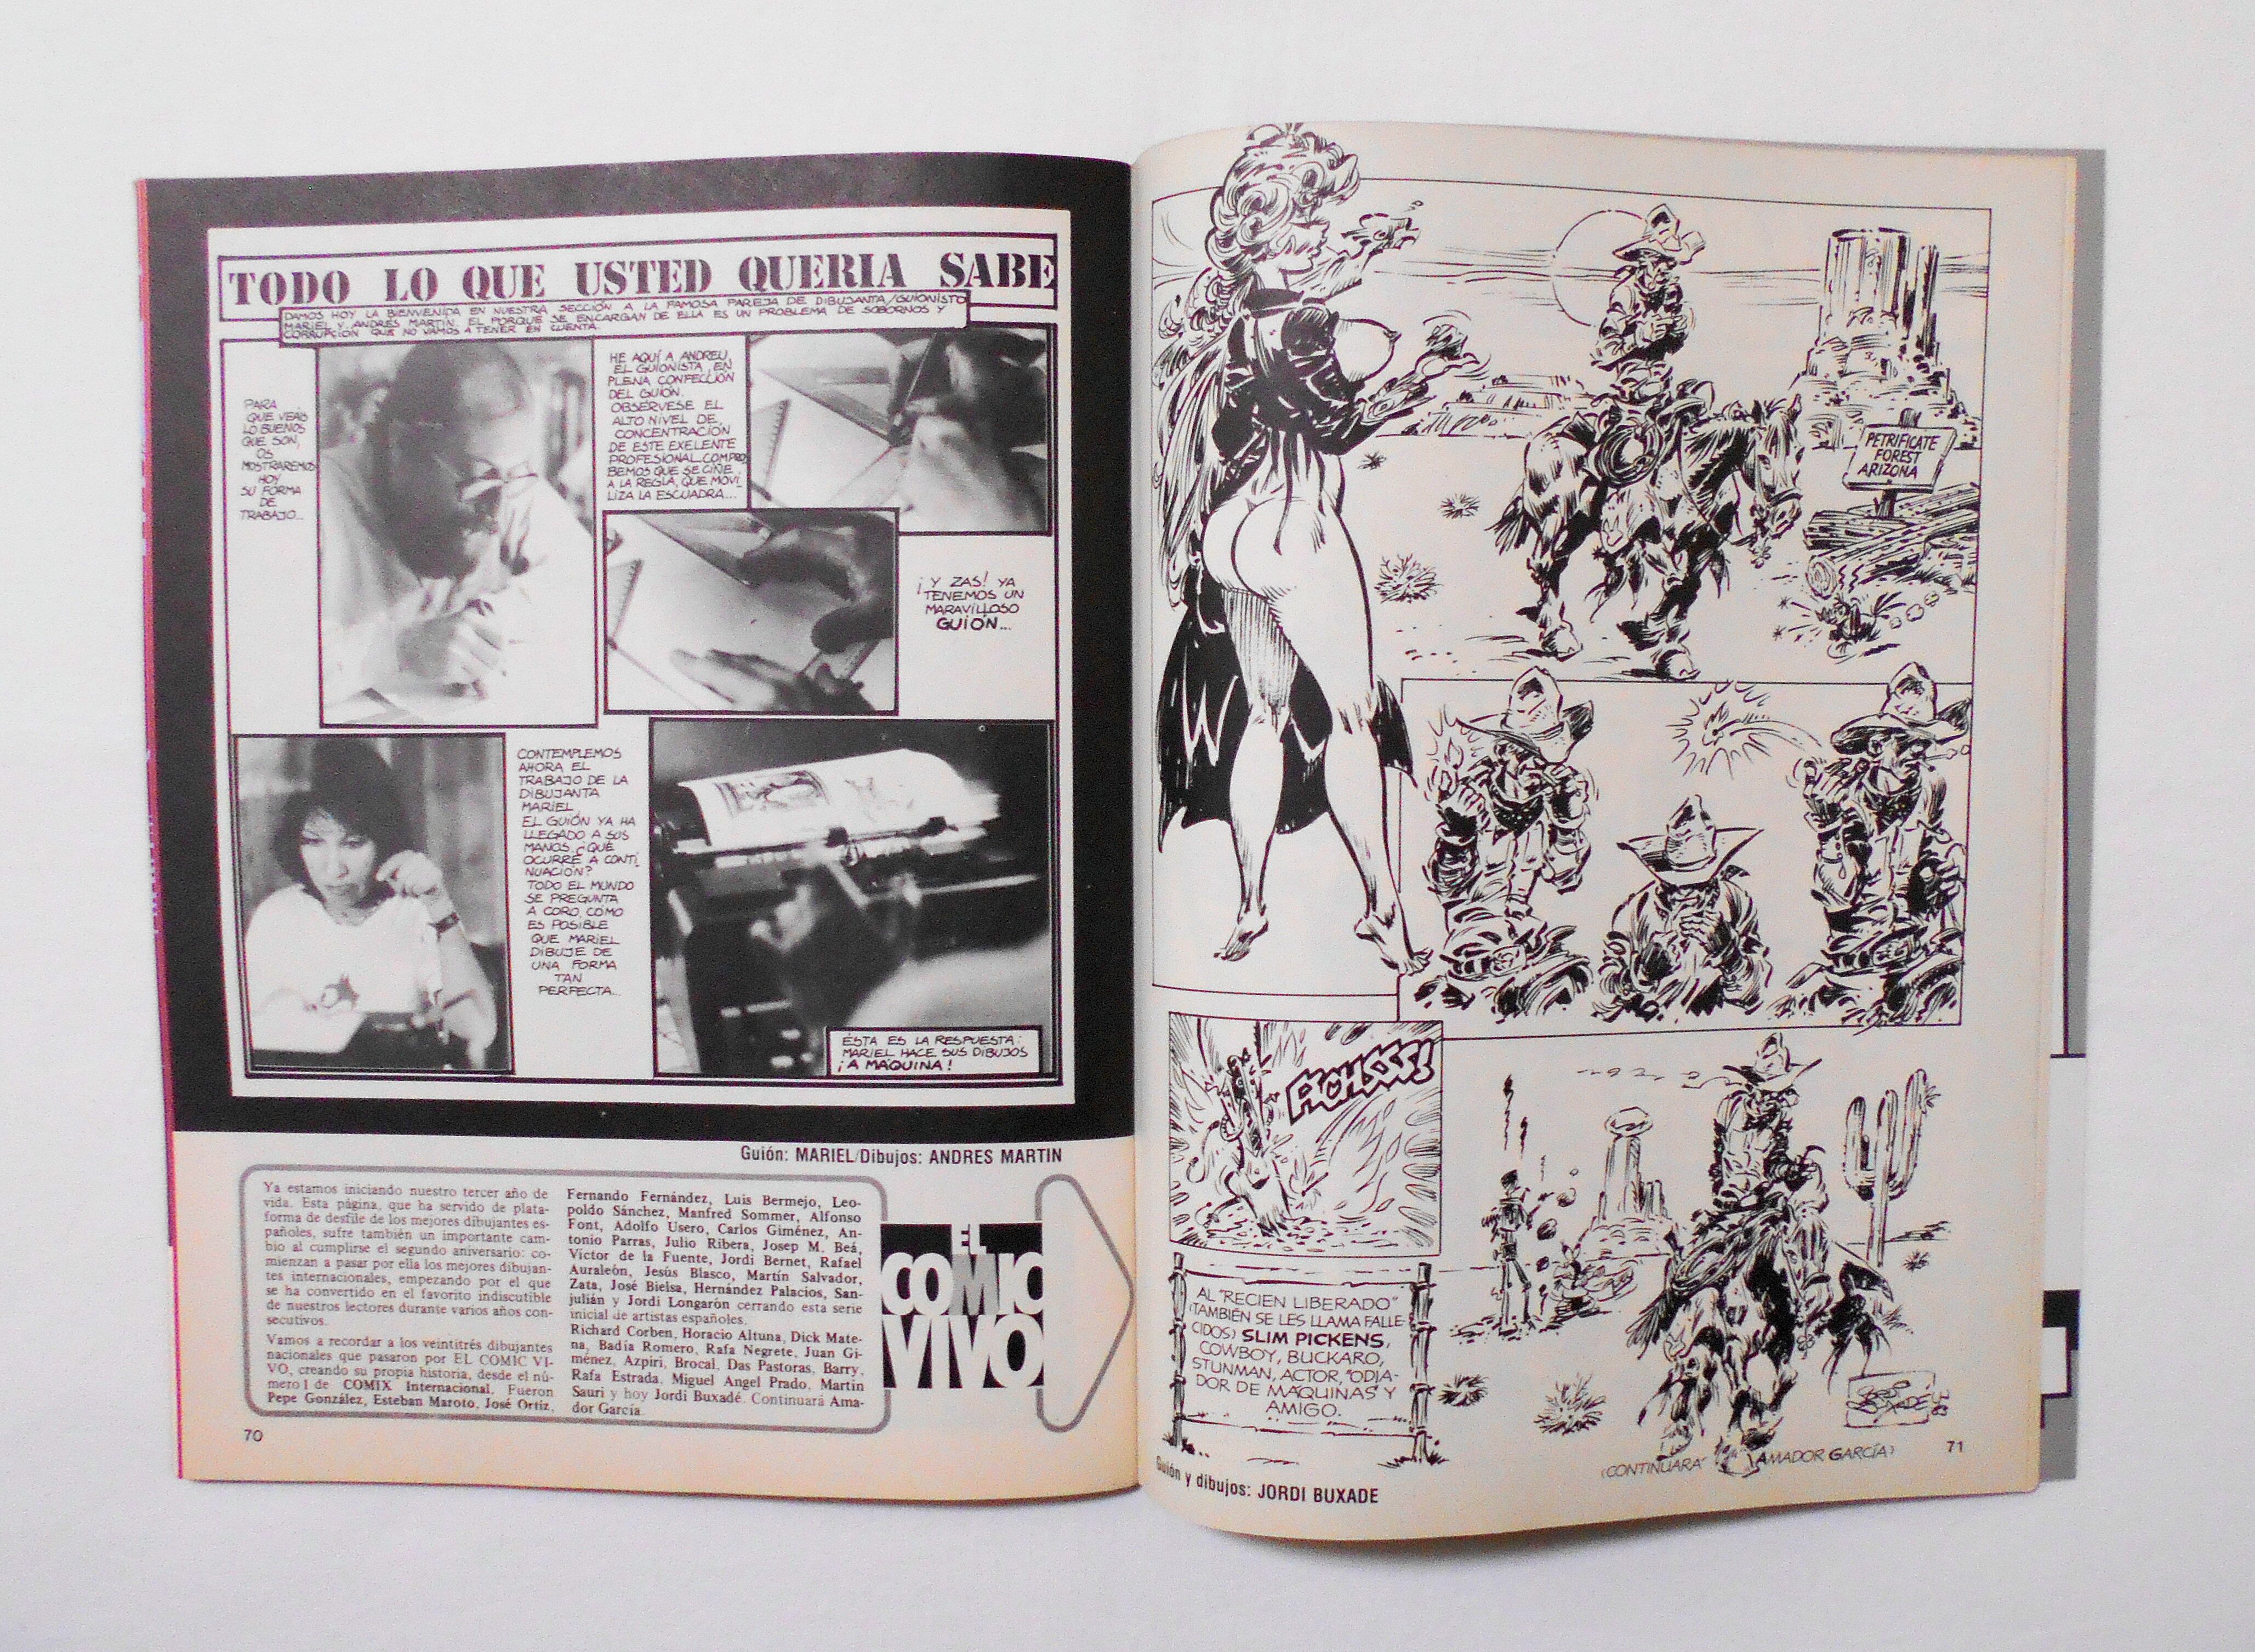 TODO LO QUE USTED QUERIA SABE
DAMOS HOY LA BIENVENIDA EN NUESTRA SECCIÓN A LA FAMOSA PAREJA DE DIBUJANTA/GUIONISTO
MARIEL Y ANDRÉS MARTIN. EL PORQUE SE ENCARGAN DE ELLA ES UN PROBLEMA DE SOBORNOS Y
CORRUPCIÓN QUE NO VAMOS A TENER EN CUENTA.
PARA
QUE VEÁIS
LO BUENOS
QUE SON,
OS
MOSTRAREMOS
HOY
SU FORMA
DE
TRABAJO...
HE AQUÍ A ANDREU,
EL GUIONISTA, EN
PLENA CONFECCIÓN
DEL GUIÓN.
OBSÉRVESE EL
ALTO NIVEL DE
CONCENTRACIÓN
DE ESTE EXELENTE
PROFESIONAL. COMPRO
BEMOS QUE SE CIÑE
A LA REGLA, QUE MOVI
LIZA LA ESCUADRA...
¡Y ZAS! YA
TENEMOS UN
MARAVILLOSO
GUIÓN...
CONTEMPLEMOS
AHORA EL
TRABAJO DE LA
DIBUJANTA
MARIEL.
EL GUIÓN YA HA
LLEGADO A SUS
MANOS. ¿QUÉ
OCURRE A CONTI
NUACIÓN?
TODO EL MUNDO
SE PREGUNTA
A CORO, CÓMO
ES POSIBLE
QUE MARIEL
DIBUJE DE
UNA FORMA
TAN
PERFECTA...
ÉSTA ES LA RESPUESTA:
MARIEL HACE SUS DIBUJOS
¡A MÁQUINA!
Guión: MARIEL/Dibujos: ANDRES MARTIN
Ya estamos iniciando nuestro tercer año de
vida. Esta página, que ha servido de plata-
forma de desfile de los mejores dibujantes es-
pañoles, sufre también un importante cam-
bio al cumplirse el segundo aniversario: co-
mienzan a pasar por ella los mejores dibujan-
tes internacionales, empezando por el que
se ha convertido en el favorito indiscutible
de nuestros lectores durante varios años con-
secutivos.
Vamos a recordar a los veintitrés dibujantes
nacionales que pasaron por EL COMIC VI-
VO, creando su propia historia, desde el nú-
mero 1 de COMIX Internacional. Fueron
Pepe González, Esteban Maroto, José Ortiz,
Fernando Fernández, Luis Bermejo, Leo-
poldo Sánchez, Manfred Sommer, Alfonso
Font, Adolfo Usero, Carlos Giménez, An-
tonio Parras, Julio Ribera, Josep M. Beá,
Víctor de la Fuente, Jordi Bernet, Rafael
Auraleón, Jesús Blasco, Martín Salvador,
Zata, José Bielsa, Hernández Palacios, San-
julián y Jordi Longarón cerrando esta serie
inicial de artistas españoles.
Richard Corben, Horacio Altuna, Dick Mate-
na, Badía Romero, Rafa Negrete, Juan Gi-
ménez, Azpiri, Brocal, Das Pastoras, Barry,
Rafa Estrada, Miguel Angel Prado, Martín
Sauri y hoy Jordi Buxadé. Continuará Ama-
dor García.
EL
COMIC
VIVO
70
PETRIFICATE
FOREST
ARIZONA
FLCHSSS!
AL "RECIEN LIBERADO"
(TAMBIÉN SE LES LLAMA FALLE-
CIDOS) SLIM PICKENS,
COWBOY, BUCKARO,
STUNMAN, ACTOR, "ODIA-
DOR DE MAQUINAS" Y
AMIGO.
BUXADÉ
83
(CONTINUARÁ AMADOR GARCÍA)
71
Guión y dibujos: JORDI BUXADE